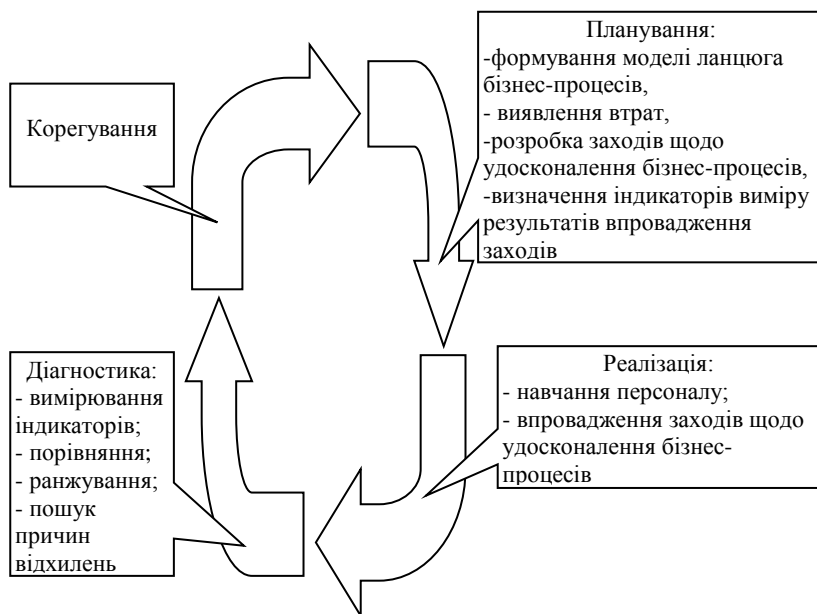 Планування:
-формування моделі ланцюга
бізнес-процесів,
- виявлення втрат,
-розробка заходів щодо
удосконалення бізнес-процесів,
-визначення індикаторів виміру
результатів впровадження
заходів
Корегування
Реалізація:
- навчання персоналу;
- впровадження заходів щодо
удосконалення бізнес-
процесів
Діагностика:
- вимірювання
індикаторів;
- порівняння;
- ранжування;
- пошук
причин
відхилень